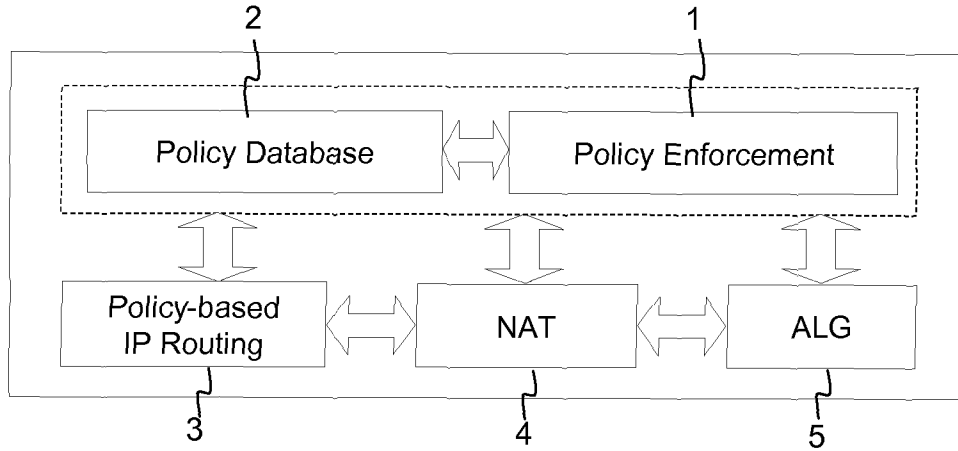 2
1
Policy Database
Policy Enforcement
Policy-based
IP Routing
NAT
ALG
3
4
5